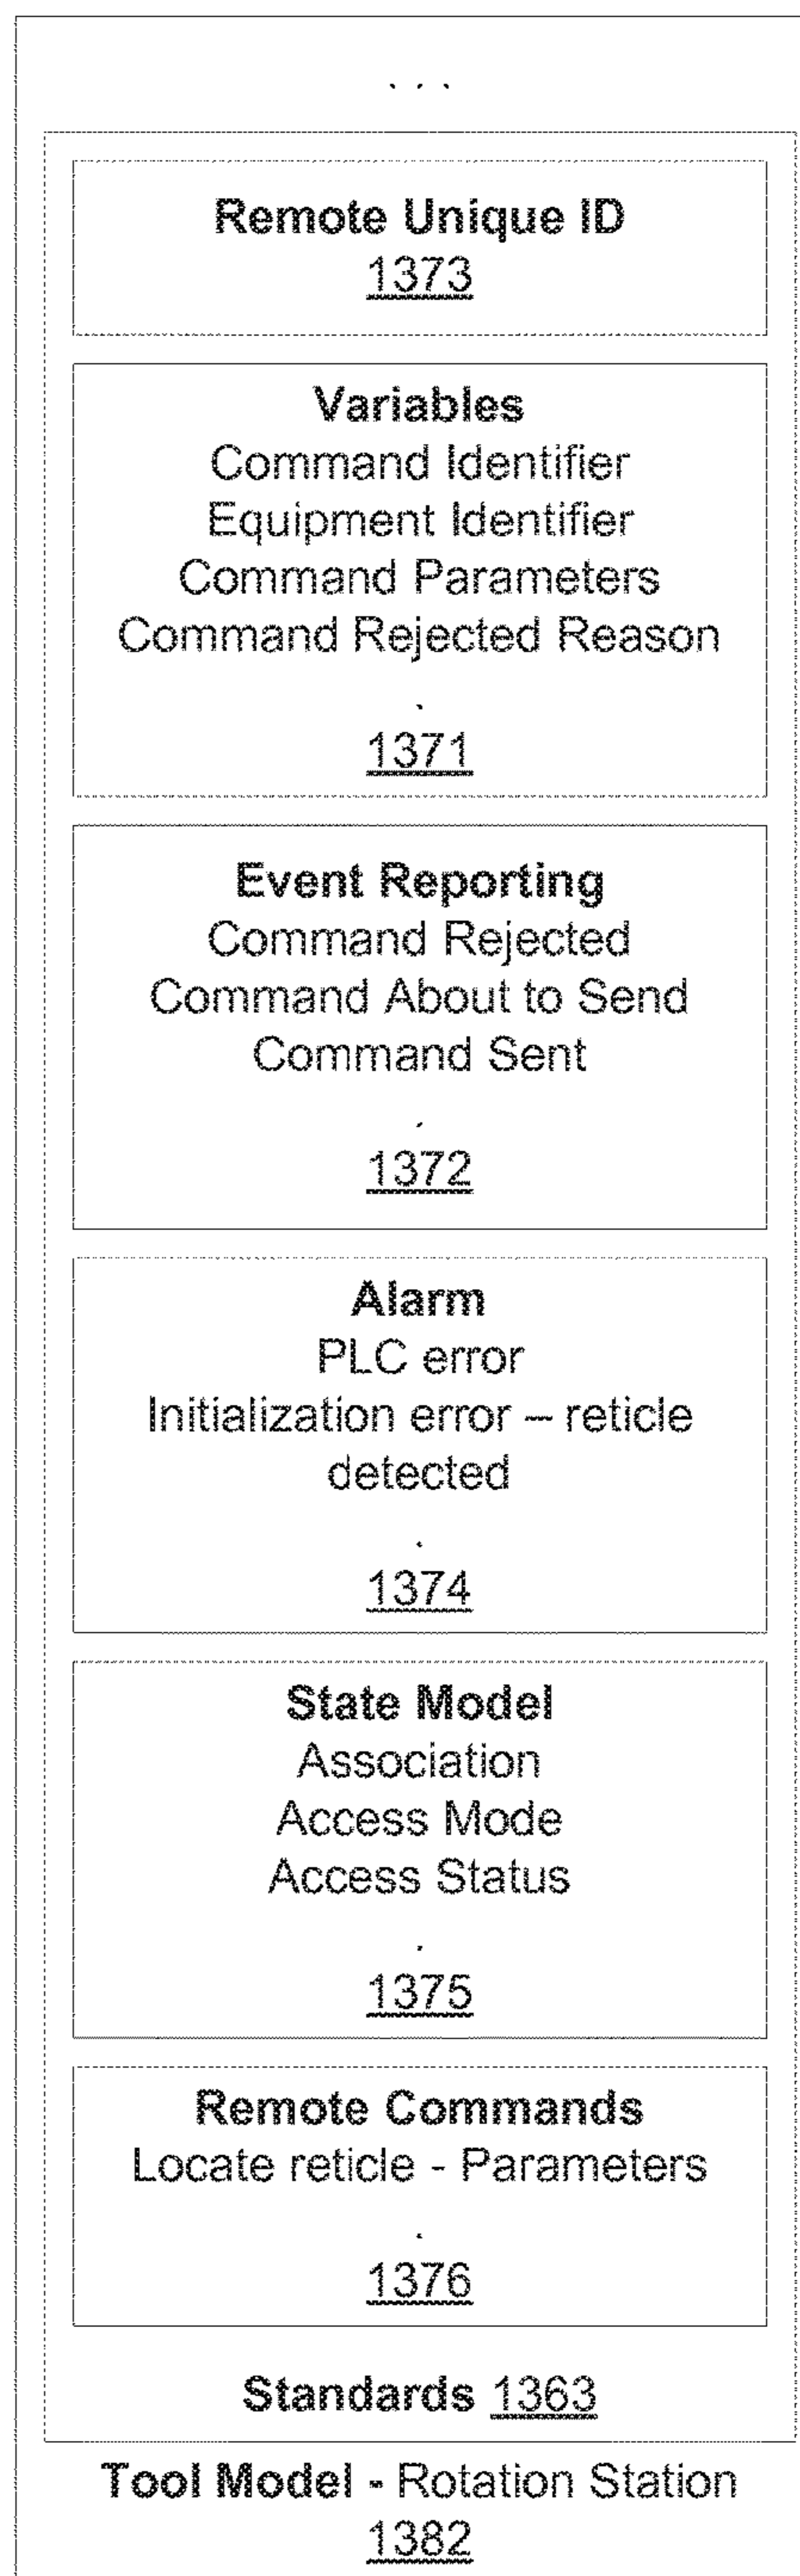 . . .
Remote Unique ID
1373
Variables
Command Identifier
Equipment Identifier
Command Parameters
Command Rejected Reason
.
1371
Event Reporting
Command Rejected
Command About to Send
Command Sent
.
1372
Alarm
PLC error
Initialization error – reticle
detected
.
1374
State Model
Association
Access Mode
Access Status
.
1375
Remote Commands
Locate reticle - Parameters
.
1376
Standards 1363
Tool Model - Rotation Station
1382